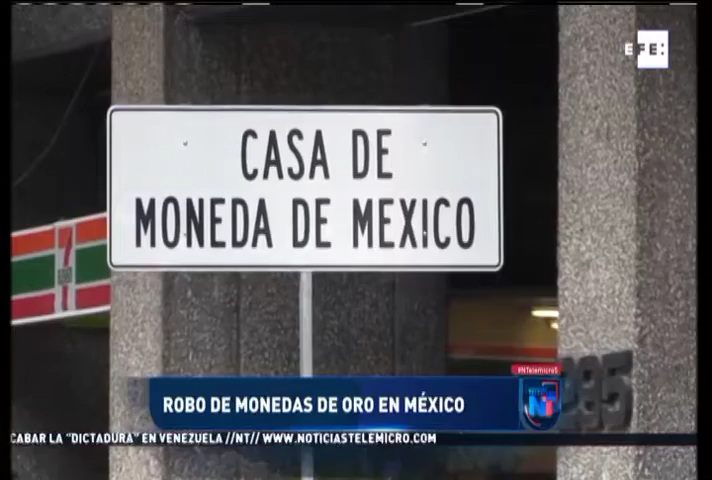 EFE:
CASA DE
MONEDA DE MEXICO
7
#NTelemicro5
ROBO DE MONEDAS DE ORO EN MÉXICO
NT
CABAR LA "DICTADURA" EN VENEZUELA //NT// WWW.NOTICIASTELEMICRO.COM